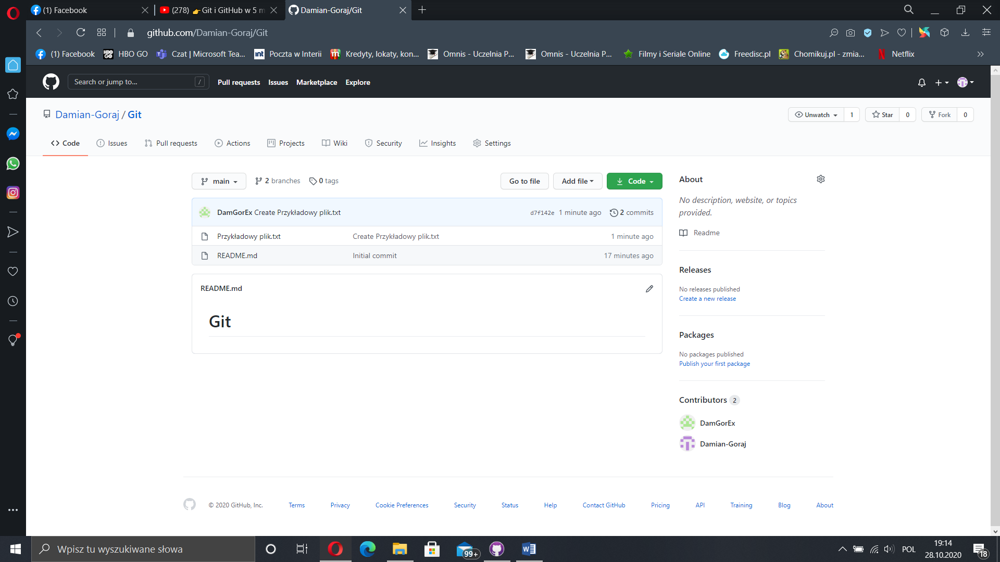 (1) Facebook
(278) 👉Git i GitHub w 5 m
Damian-Goraj/Git
github.com/Damian-Goraj/Git
(1) Facebook
HBO GO
Czat | Microsoft Tea...
int Poczta w Interii
Kredyty, lokaty, kon...
Omnis - Uczelnia P...
Omnis - Uczelnia P...
Filmy i Seriale Online
Freedisc.pl
Chomikuj.pl - zmia...
Netflix
Search or jump to... /
Pull requests
Issues
Marketplace
Explore
Damian-Goraj / Git
Unwatch 1
Star 0
Fork 0
Code
Issues
Pull requests
Actions
Projects
Wiki
Security
Insights
Settings
main
2 branches
0 tags
Go to file
Add file
Code
DamGorEx Create Przykładowy plik.txt
d7f142e 1 minute ago
2 commits
Przykładowy plik.txt
Create Przykładowy plik.txt
1 minute ago
README.md
Initial commit
17 minutes ago
README.md
Git
About
No description, website, or topics
provided.
Readme
Releases
No releases published
Create a new release
Packages
No packages published
Publish your first package
Contributors 2
DamGorEx
Damian-Goraj
© 2020 GitHub, Inc.
Terms
Privacy
Cookie Preferences
Security
Status
Help
Contact GitHub
Pricing
API
Training
Blog
About
Wpisz tu wyszukiwane słowa
99+
POL
19:14
28.10.2020
18